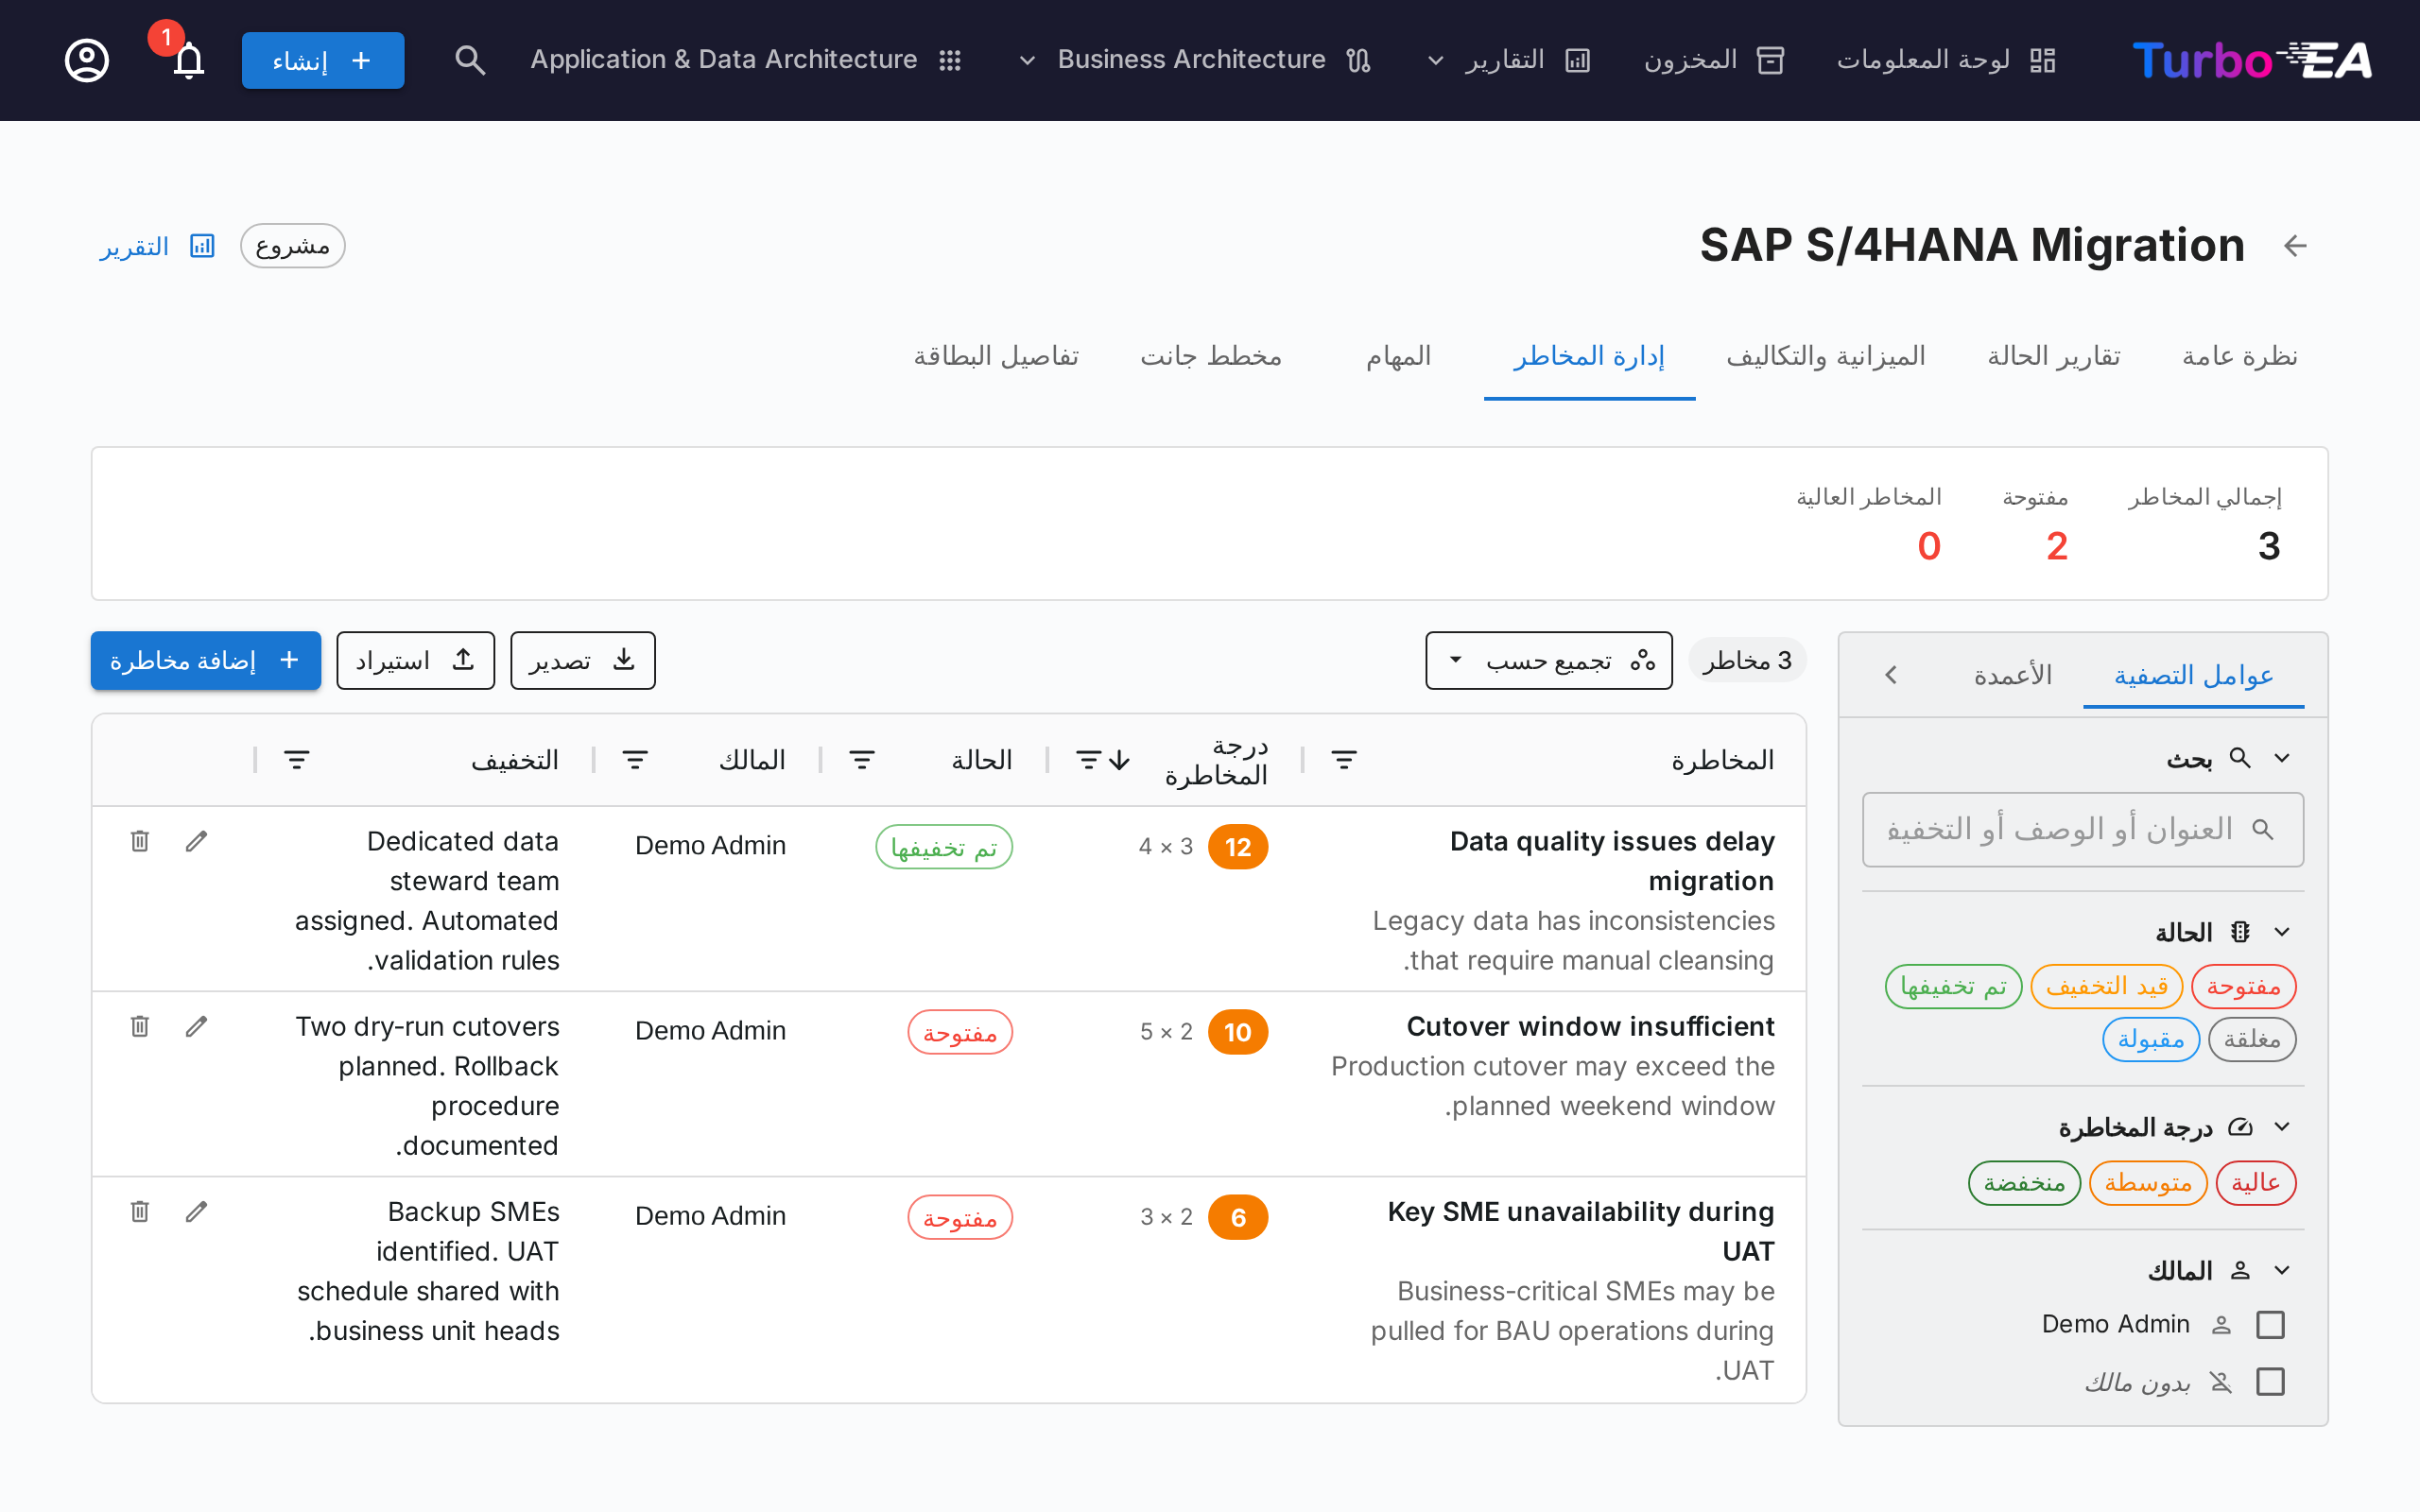 Turbo EA
لوحة المعلومات
المخزون
التقارير
Business Architecture
Application & Data Architecture
إنشاء
1
SAP S/4HANA Migration
مشروع
التقرير
نظرة عامة
تقارير الحالة
الميزانية والتكاليف
إدارة المخاطر
المهام
مخطط جانت
تفاصيل البطاقة
إجمالي المخاطر
3
مفتوحة
2
المخاطر العالية
0
عوامل التصفية
الأعمدة
بحث
العنوان أو الوصف أو التخفيف
الحالة
مفتوحة
قيد التخفيف
تم تخفيفها
مغلقة
مقبولة
درجة المخاطرة
عالية
متوسطة
منخفضة
المالك
Demo Admin
بدون مالك
3 مخاطر
تجميع حسب
تصدير
استيراد
إضافة مخاطرة
المخاطرة
درجة
المخاطرة
الحالة
المالك
التخفيف
Data quality issues delay
migration
Legacy data has inconsistencies
that require manual cleansing.
12
4 × 3
تم تخفيفها
Demo Admin
Dedicated data
steward team
assigned. Automated
validation rules.
Cutover window insufficient
Production cutover may exceed the
planned weekend window.
10
5 × 2
مفتوحة
Demo Admin
Two dry-run cutovers
planned. Rollback
procedure
documented.
Key SME unavailability during
UAT
Business-critical SMEs may be
pulled for BAU operations during
UAT.
6
3 × 2
مفتوحة
Demo Admin
Backup SMEs
identified. UAT
schedule shared with
business unit heads.